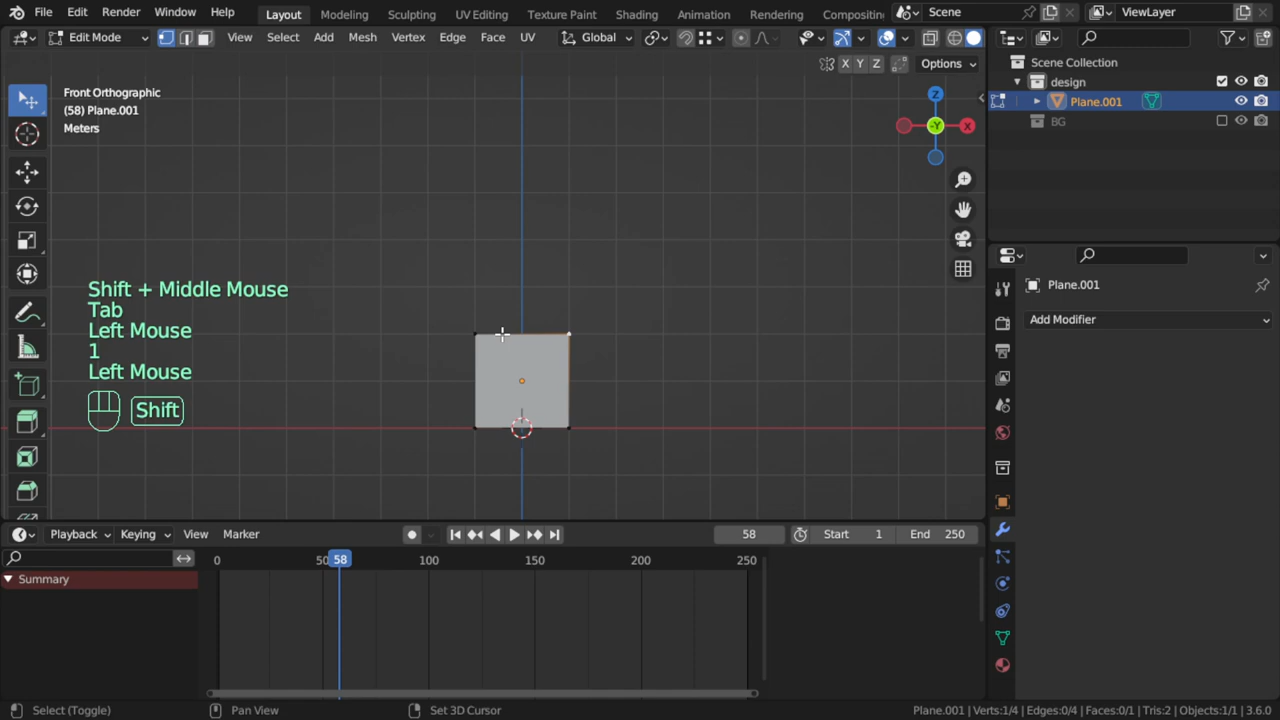 File Edit Render Window Help Layout Modeling Sculpting UV Editing Texture Paint Shading Animation Rendering Compositing Scene ViewLayer
Edit Mode View Select Add Mesh Vertex Edge Face UV Global
X Y Z Options
Front Orthographic
(58) Plane.001
Meters
Z
-Y
X
Shift + Middle Mouse
Tab
Left Mouse
1
Left Mouse
Shift
Scene Collection
design
Plane.001
BG
Plane.001
Add Modifier
Playback Keying View Marker 58 Start 1 End 250
0 50 58 100 150 200 250
Summary
Select (Toggle) Pan View Set 3D Cursor Plane.001 | Verts:1/4 | Edges:0/4 | Faces:0/1 | Tris:2 | Objects:1/1 | 3.6.0